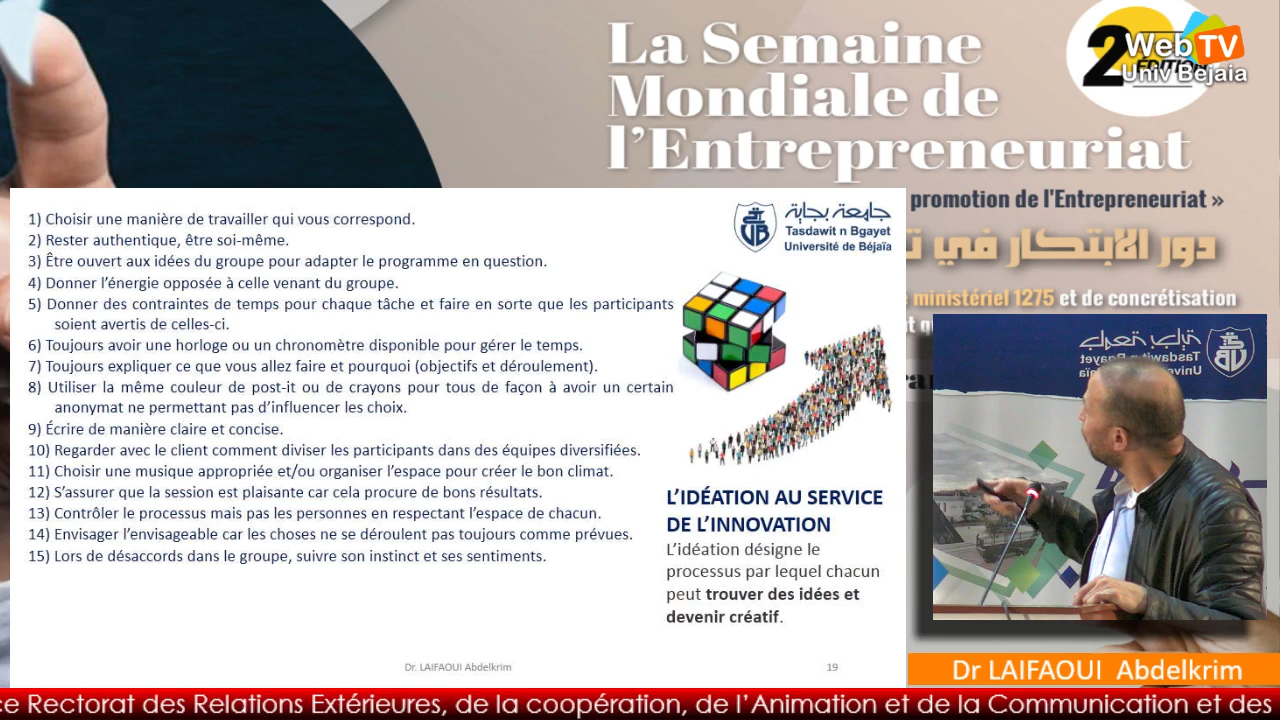 La Semaine
Mondiale de
l'Entrepreneuriat
2
ÉDITION
Web TV
Univ Bejaia
promotion de l'Entrepreneuriat »
دور الابتكار في
ministériel 1275 et de concrétisation
1) Choisir une manière de travailler qui vous correspond.
2) Rester authentique, être soi-même.
3) Être ouvert aux idées du groupe pour adapter le programme en question.
4) Donner l'énergie opposée à celle venant du groupe.
5) Donner des contraintes de temps pour chaque tâche et faire en sorte que les participants
soient avertis de celles-ci.
6) Toujours avoir une horloge ou un chronomètre disponible pour gérer le temps.
7) Toujours expliquer ce que vous allez faire et pourquoi (objectifs et déroulement).
8) Utiliser la même couleur de post-it ou de crayons pour tous de façon à avoir un certain
anonymat ne permettant pas d'influencer les choix.
9) Écrire de manière claire et concise.
10) Regarder avec le client comment diviser les participants dans des équipes diversifiées.
11) Choisir une musique appropriée et/ou organiser l'espace pour créer le bon climat.
12) S'assurer que la session est plaisante car cela procure de bons résultats.
13) Contrôler le processus mais pas les personnes en respectant l'espace de chacun.
14) Envisager l'envisageable car les choses ne se déroulent pas toujours comme prévues.
15) Lors de désaccords dans le groupe, suivre son instinct et ses sentiments.
جامعة بجاية
Tasdawit n Bgayet
Université de Béjaïa
L'IDÉATION AU SERVICE
DE L'INNOVATION
L'idéation désigne le
processus par lequel chacun
peut trouver des idées et
devenir créatif.
Dr. LAIFAOUI Abdelkrim
19
Tasdawit n Bgayet
Dr LAIFAOUI Abdelkrim
Rectorat des Relations Extérieures, de la coopération, de l'Animation et de la Communication et des